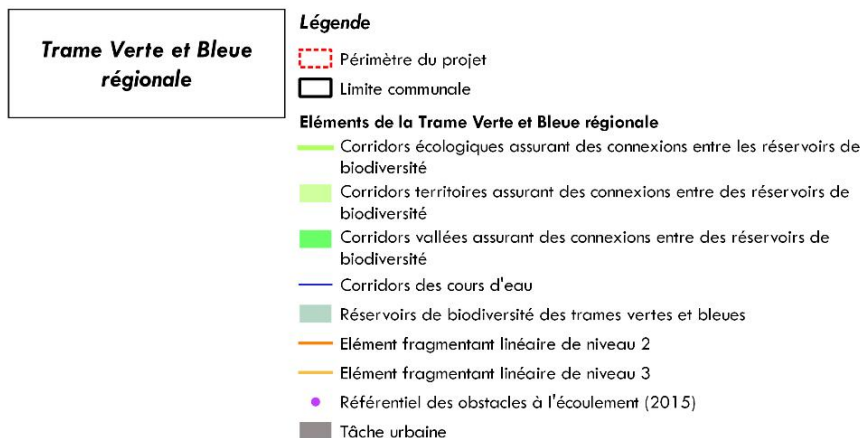 Trame Verte et Bleue
régionale
Légende
Périmètre du projet
Limite communale
Eléments de la Trame Verte et Bleue régionale
Corridors écologiques assurant des connexions entre les réservoirs de
biodiversité
Corridors territoires assurant des connexions entre des réservoirs de
biodiversité
Corridors vallées assurant des connexions entre des réservoirs de
biodiversité
Corridors des cours d'eau
Réservoirs de biodiversité des trames vertes et bleues
Elément fragmentant linéaire de niveau 2
Elément fragmentant linéaire de niveau 3
Référentiel des obstacles à l'écoulement (2015)
Tâche urbaine